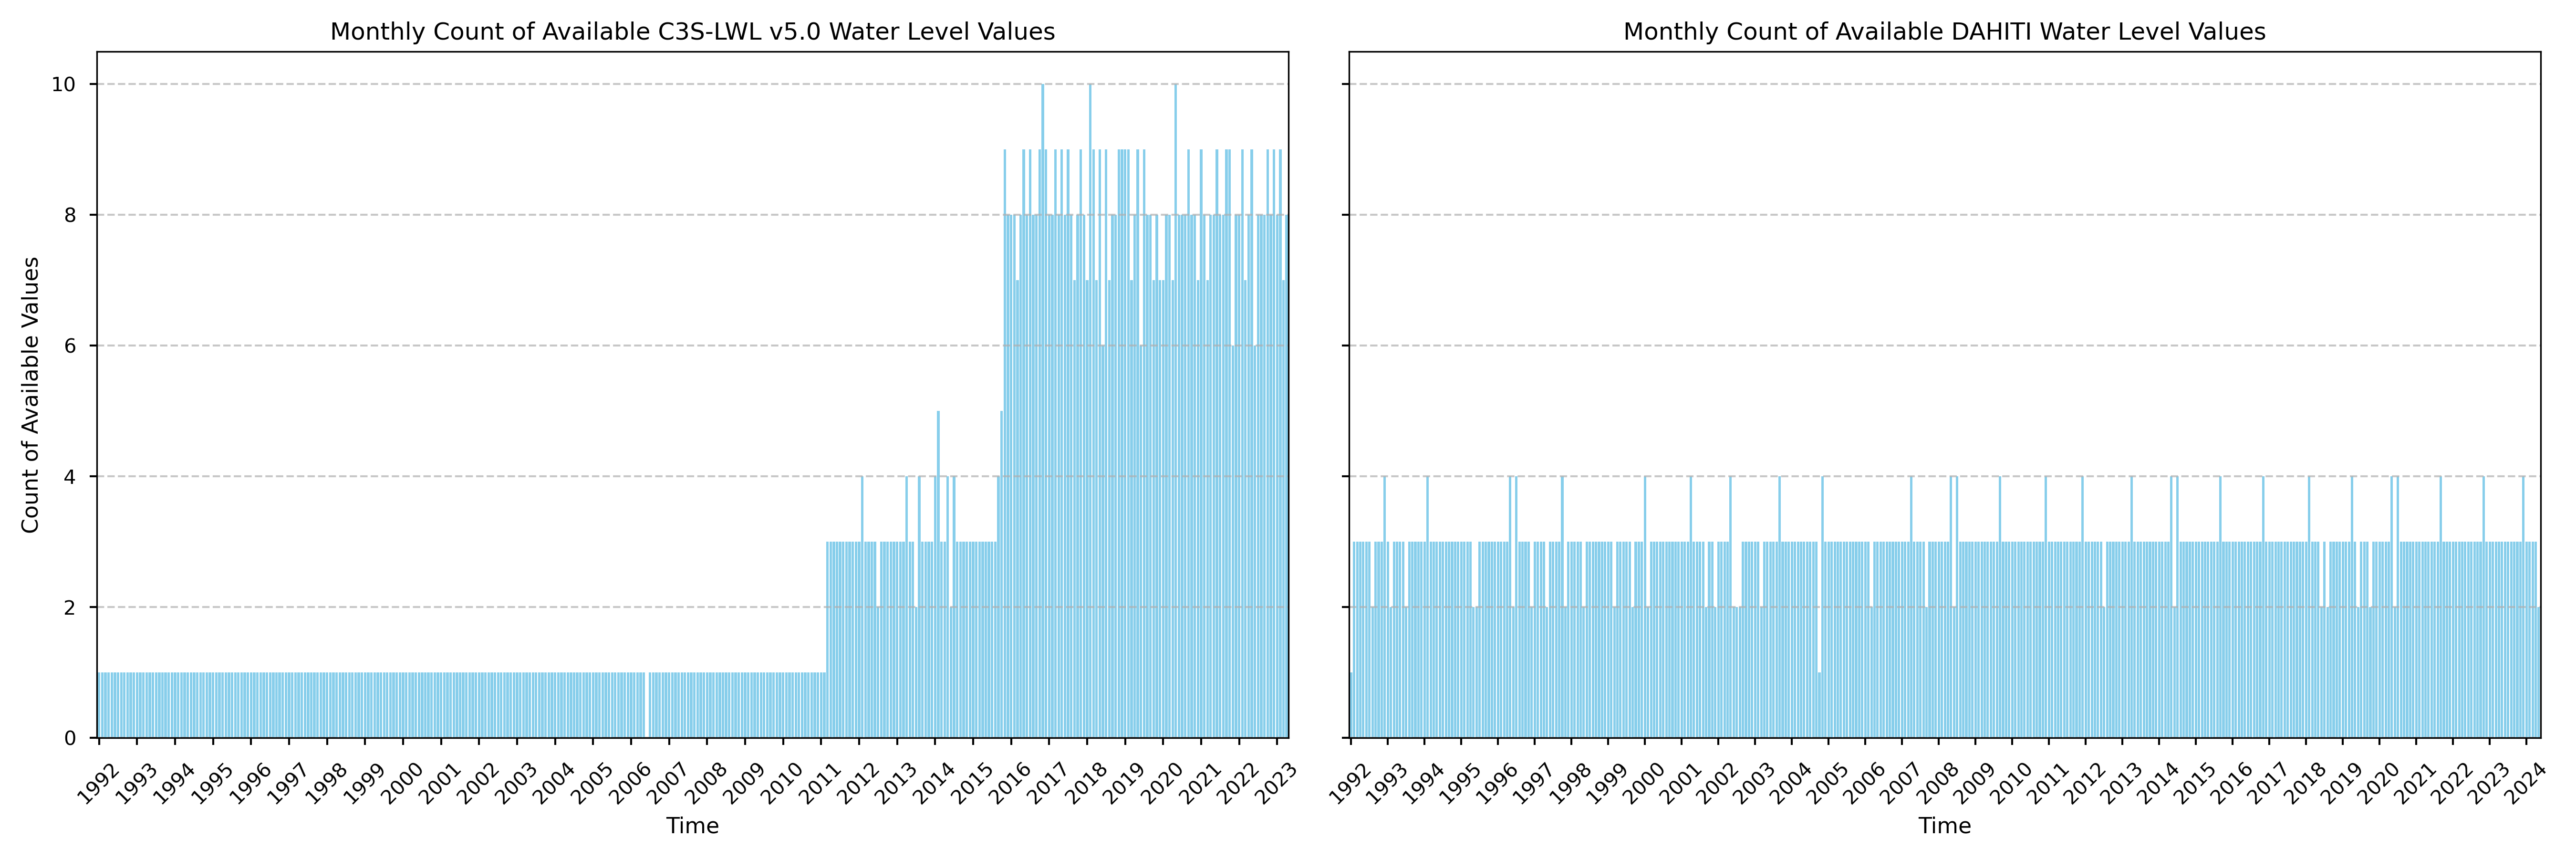 Monthly Count of Available C3S-LWL v5.0 Water Level Values
Count of Available Values
10
8
6
4
2
0
1992 1993 1994 1995 1996 1997 1998 1999 2000 2001 2002 2003 2004 2005 2006 2007 2008 2009 2010 2011 2012 2013 2014 2015 2016 2017 2018 2019 2020 2021 2022 2023
Time
Monthly Count of Available DAHITI Water Level Values
1992 1993 1994 1995 1996 1997 1998 1999 2000 2001 2002 2003 2004 2005 2006 2007 2008 2009 2010 2011 2012 2013 2014 2015 2016 2017 2018 2019 2020 2021 2022 2023 2024
Time